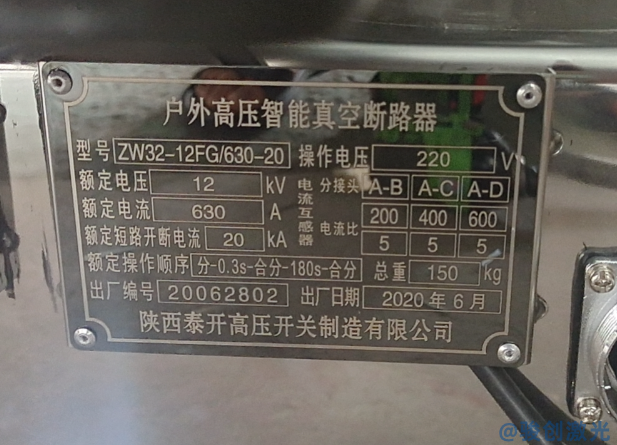 户外高压智能真空断路器
型号 ZW32-12FG/630-20 操作电压 220 V
额定电压 12 kV 电流互感器 分接头 A-B A-C A-D
额定电流 630 A 电流比 200/5 400/5 600/5
额定短路开断电流 20 kA
额定操作顺序 分-0.3s-合分-180s-合分 总重 150 kg
出厂编号 20062802 出厂日期 2020年6月
陕西泰开高压开关制造有限公司